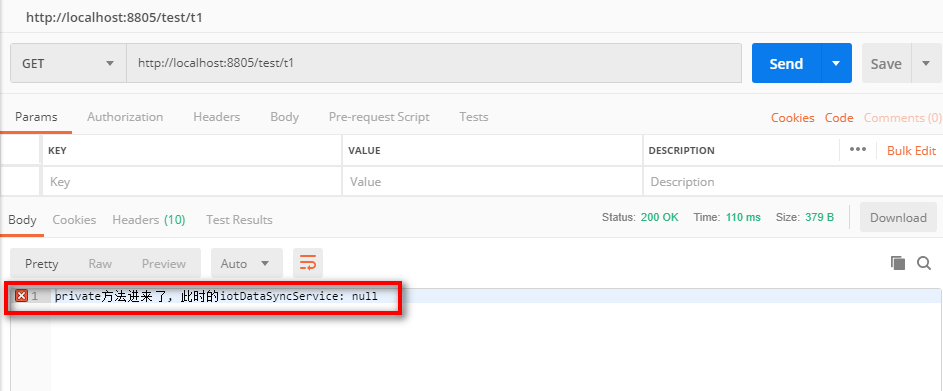 http://localhost:8805/test/t1
GET http://localhost:8805/test/t1 Send Save
Params Authorization Headers Body Pre-request Script Tests Cookies Code Comments (0)
KEY VALUE DESCRIPTION ••• Bulk Edit
Key Value Description
Body Cookies Headers (10) Test Results Status: 200 OK Time: 110 ms Size: 379 B Download
Pretty Raw Preview Auto
1 private方法进来了，此时的iotDataSyncService: null